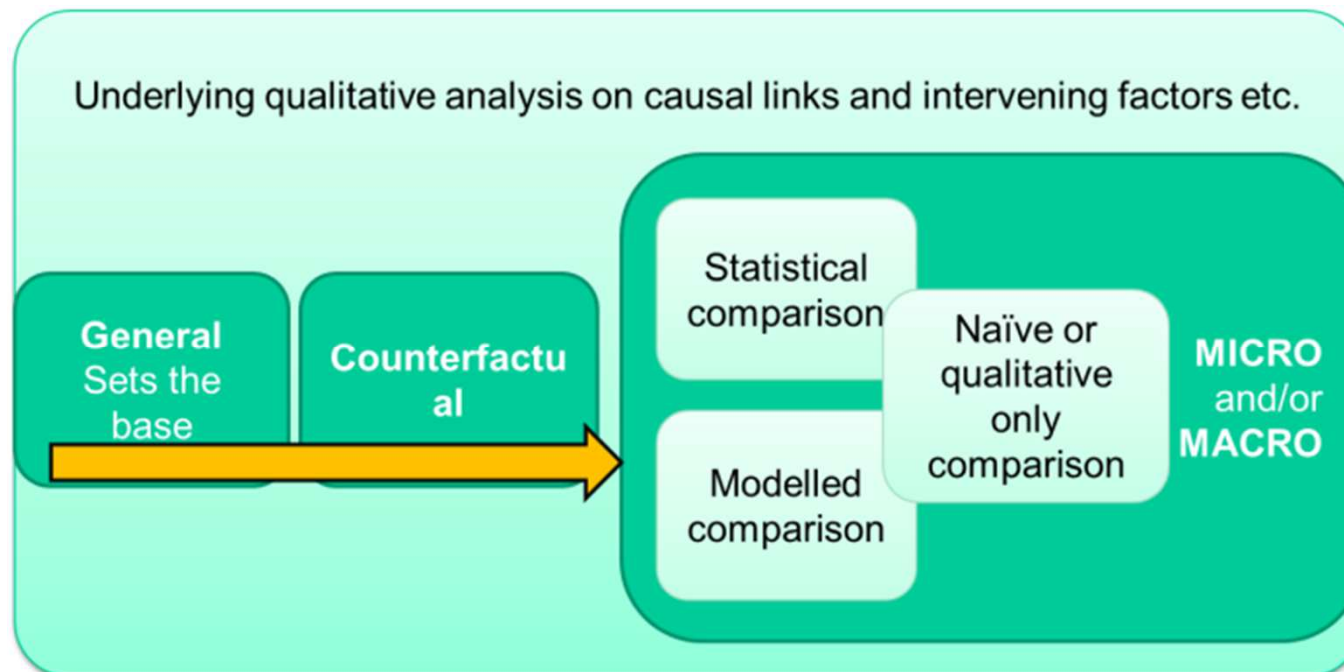 Underlying qualitative analysis on causal links and intervening factors etc.
General
Sets the
base
Counterfactu
al
Statistical
comparison
Modelled
comparison
Naïve or
qualitative
only
comparison
MICRO
and/or
MACRO